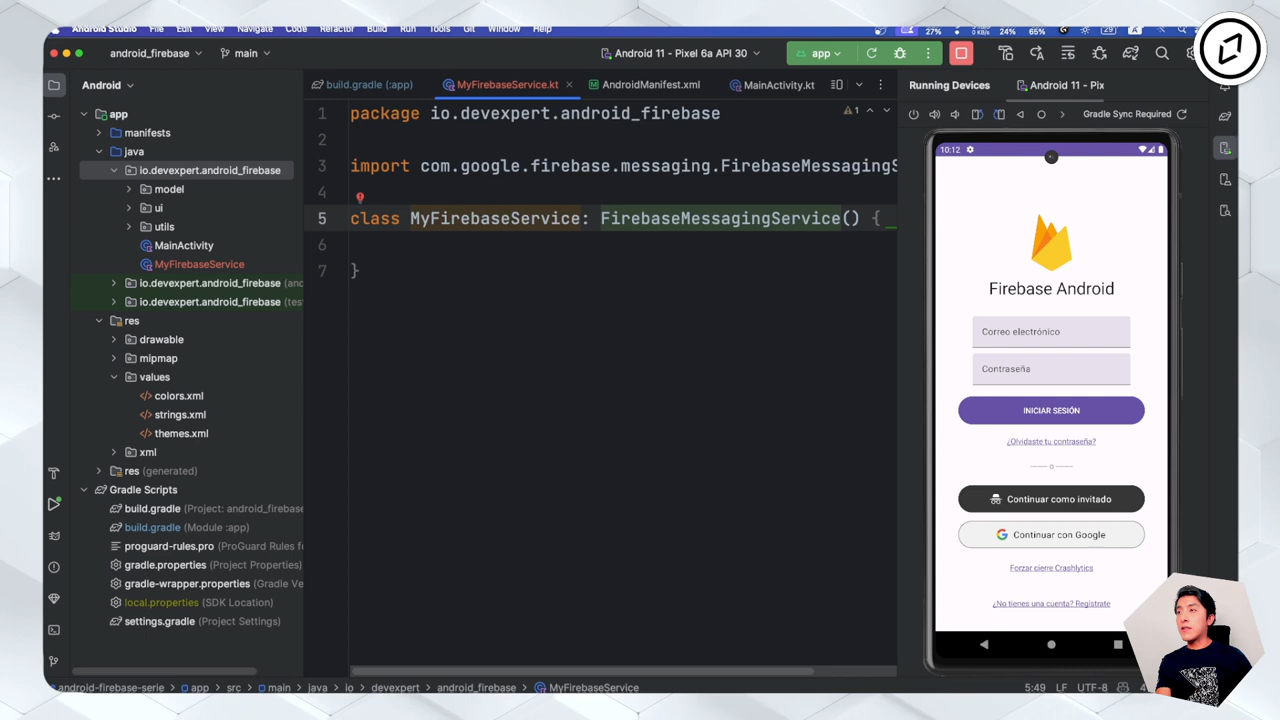 Android Studio File Edit View Navigate Code Refactor Build Run Tools Git Window Help 27% 24% 65% 29 A
android_firebase main Android 11 - Pixel 6a API 30 app
Android build.gradle (:app) MyFirebaseService.kt AndroidManifest.xml MainActivity.kt Running Devices Android 11 - Pix
app
manifests
java
io.devexpert.android_firebase
model
ui
utils
MainActivity
MyFirebaseService
io.devexpert.android_firebase (anc
io.devexpert.android_firebase (tes
res
drawable
mipmap
values
colors.xml
strings.xml
themes.xml
xml
res (generated)
Gradle Scripts
build.gradle (Project: android_firebase
build.gradle (Module :app)
proguard-rules.pro (ProGuard Rules fo
gradle.properties (Project Properties)
gradle-wrapper.properties (Gradle Ve
local.properties (SDK Location)
settings.gradle (Project Settings)
1 package io.devexpert.android_firebase
1
2
3 import com.google.firebase.messaging.FirebaseMessagingS
4
5 class MyFirebaseService: FirebaseMessagingService() {
6
7 }
Gradle Sync Required
10:12
Firebase Android
Correo electrónico
Contraseña
INICIAR SESIÓN
¿Olvidaste tu contraseña?
------ o ------
Continuar como invitado
Continuar con Google
Forzar cierre Crashlytics
¿No tienes una cuenta? Regístrate
android-firebase-serie > app > src > main > java > io > devexpert > android_firebase > MyFirebaseService 5:49 LF UTF-8